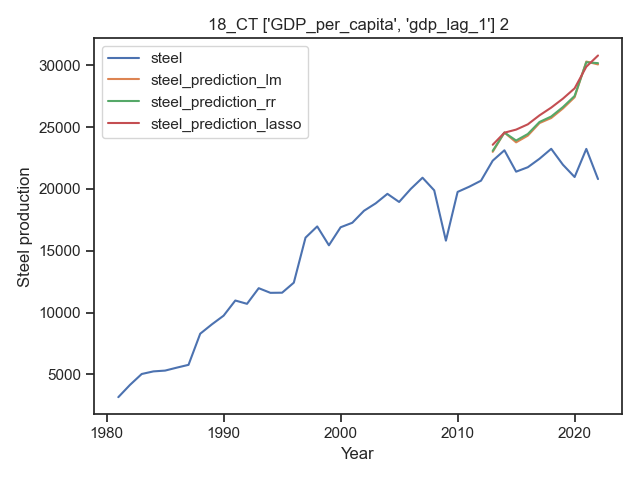 18_CT ['GDP_per_capita', 'gdp_lag_1'] 2
steel
steel_prediction_lm
steel_prediction_rr
steel_prediction_lasso
30000
25000
20000
15000
10000
5000
Steel production
1980
1990
2000
2010
2020
Year